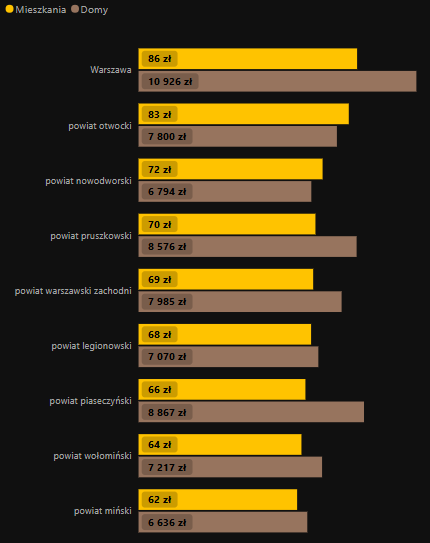 Mieszkania Domy
Warszawa
86 zł
10 926 zł
powiat otwocki
83 zł
7 800 zł
powiat nowodworski
72 zł
6 794 zł
powiat pruszkowski
70 zł
8 576 zł
powiat warszawski zachodni
69 zł
7 985 zł
powiat legionowski
68 zł
7 070 zł
powiat piaseczyński
66 zł
8 867 zł
powiat wołomiński
64 zł
7 217 zł
powiat miński
62 zł
6 636 zł